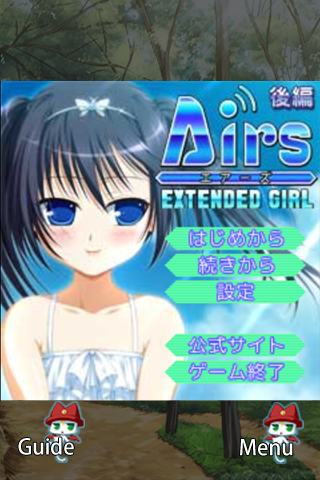 後編
Airs
エアーズ
EXTENDED GIRL
はじめから
続きから
設定
公式サイト
ゲーム終了
Guide
Menu